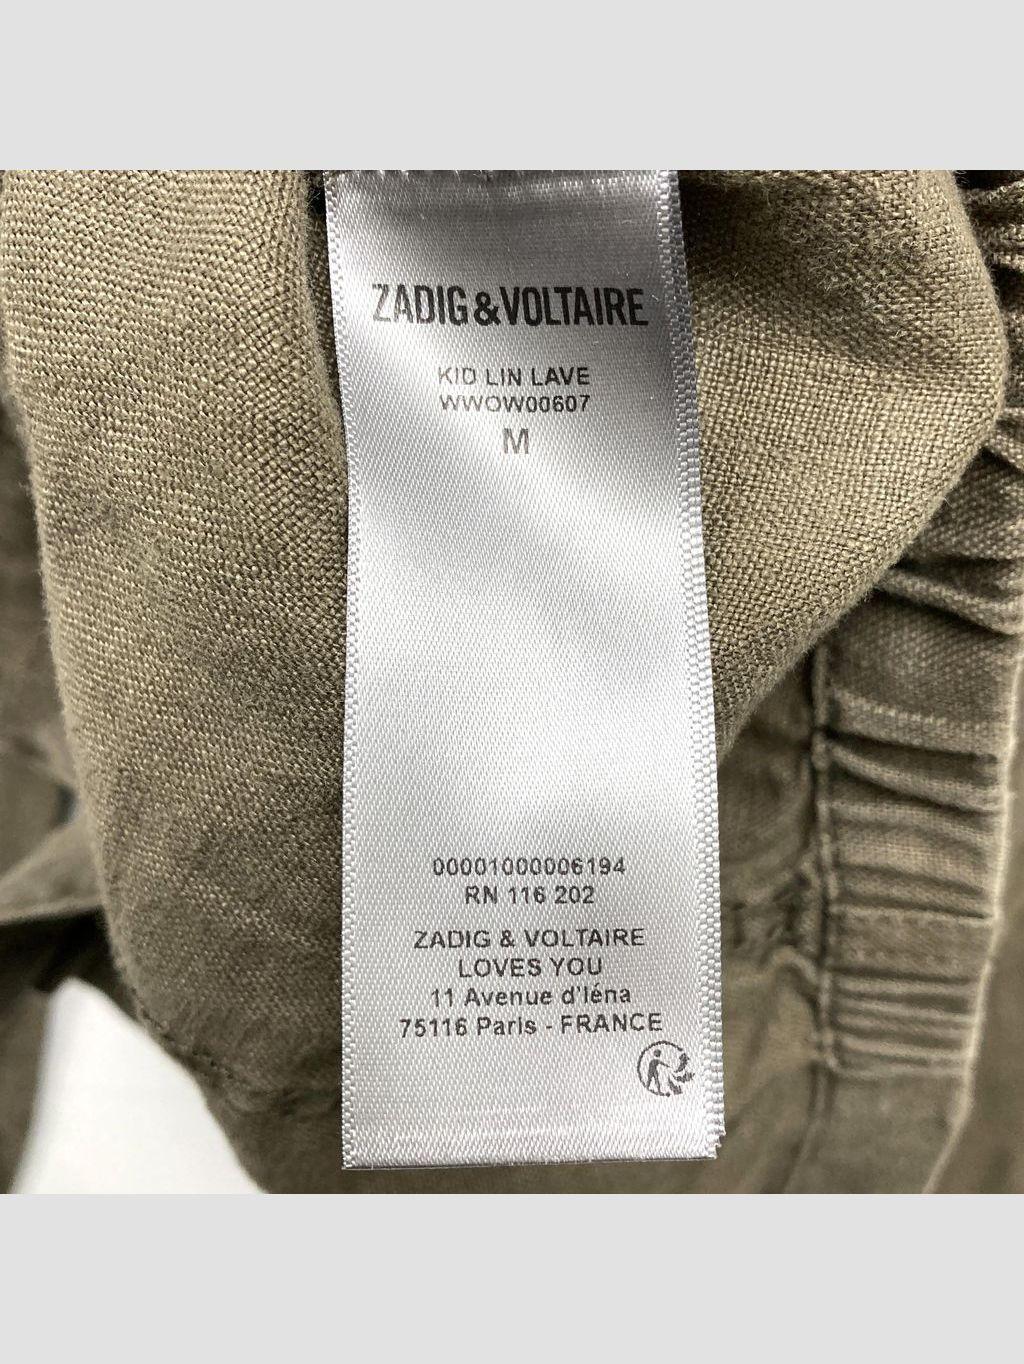 ZADIG&VOLTAIRE
KID LIN LAVE
WWOW00607
M
00001000006194
RN 116 202
ZADIG & VOLTAIRE
LOVES YOU
11 Avenue d'Iéna
75116 Paris - FRANCE